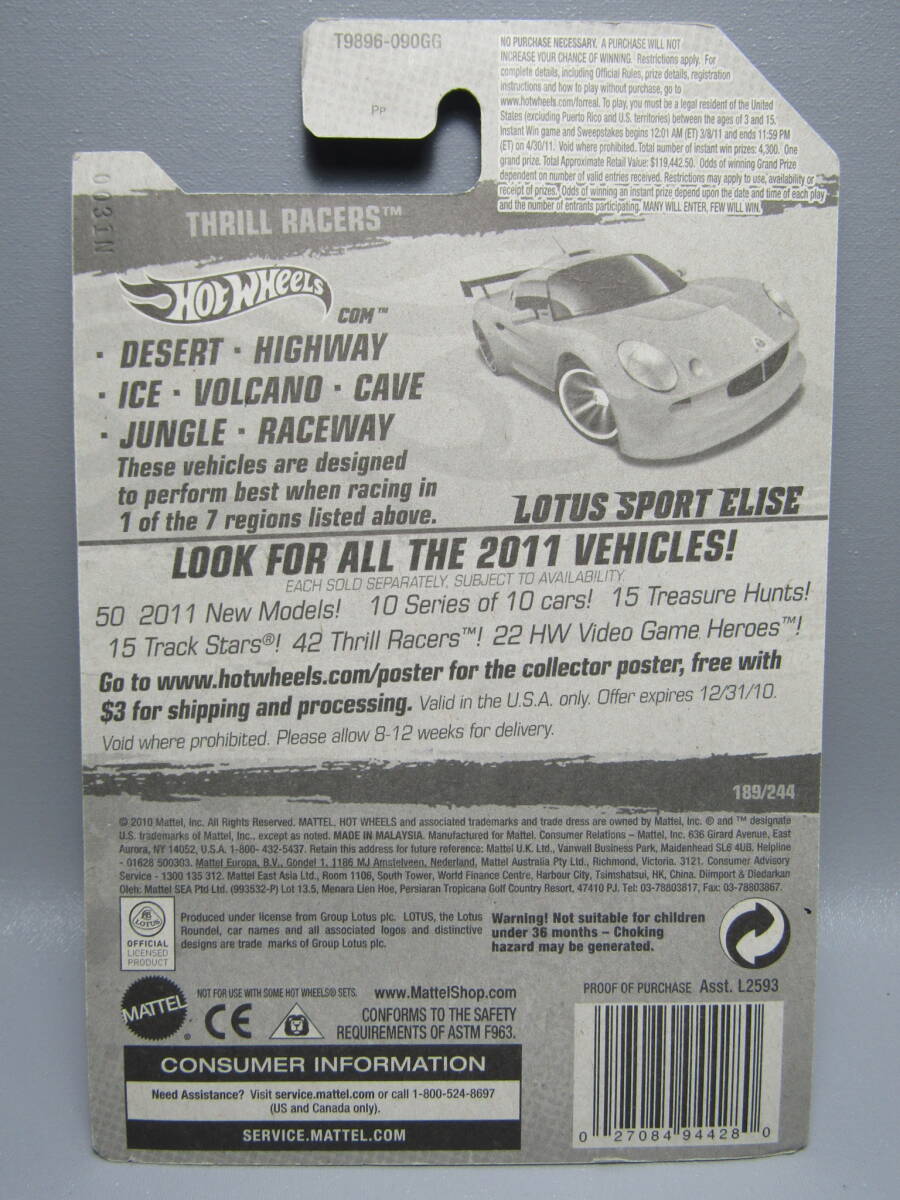 T9896-090GG
PP
NO PURCHASE NECESSARY. A PURCHASE WILL NOT
INCREASE YOUR CHANCE OF WINNING. Restrictions apply. For
complete details, including Official Rules, prize details, registration
instructions and how to play without purchase, go to
www.hotwheels.com/forreal. To play, you must be a legal resident of the United
States (excluding Puerto Rico and U.S. territories) between the ages of 3 and 15.
Instant Win game and Sweepstakes begins 12:01 AM (ET) 3/8/11 and ends 11:59 PM
(ET) on 4/30/11. Void where prohibited. Total number of instant win prizes: 4,300. One
grand prize. Total Approximate Retail Value: $119,442.50. Odds of winning Grand Prize
dependent on number of valid entries received. Restrictions may apply to use, availability or
receipt of prizes. Odds of winning an instant prize depend upon the date and time of each play
and the number of entrants participating. MANY WILL ENTER, FEW WILL WIN.
0031N
THRILL RACERS™
HOT WHEELS
COM™
· DESERT · HIGHWAY
· ICE · VOLCANO · CAVE
· JUNGLE · RACEWAY
These vehicles are designed
to perform best when racing in
1 of the 7 regions listed above.
LOTUS SPORT ELISE
LOOK FOR ALL THE 2011 VEHICLES!
EACH SOLD SEPARATELY, SUBJECT TO AVAILABILITY.
50 2011 New Models! 10 Series of 10 cars! 15 Treasure Hunts!
15 Track Stars®! 42 Thrill Racers™! 22 HW Video Game Heroes™!
Go to www.hotwheels.com/poster for the collector poster, free with
$3 for shipping and processing. Valid in the U.S.A. only. Offer expires 12/31/10.
Void where prohibited. Please allow 8-12 weeks for delivery.
189/244
© 2010 Mattel, Inc. All Rights Reserved. MATTEL, HOT WHEELS and associated trademarks and trade dress are owned by Mattel, Inc. ® and ™ designate
U.S. trademarks of Mattel, Inc., except as noted. MADE IN MALAYSIA. Manufactured for Mattel. Consumer Relations – Mattel, Inc. 636 Girard Avenue, East
Aurora, NY 14052, U.S.A. 1-800- 432-5437. Retain this address for future reference: Mattel U.K. Ltd., Vanwall Business Park, Maidenhead SL6 4UB. Helpline
- 01628 500303. Mattel Europa, B.V., Gondel 1, 1186 MJ Amstelveen, Nederland, Mattel Australia Pty Ltd., Richmond, Victoria. 3121. Consumer Advisory
Service - 1300 135 312. Mattel East Asia Ltd., Room 1106, South Tower, World Finance Centre, Harbour City, Tsimshatsui, HK, China. Diimport & Diedarkan
Oleh: Mattel SEA Ptd Ltd. (993532-P) Lot 13.5, Menara Lien Hoe, Persiaran Tropicana Golf Country Resort, 47410 PJ. Tel: 03-78803817, Fax: 03-78803867.
LOTUS
OFFICIAL
LICENSED
PRODUCT
Produced under license from Group Lotus plc. LOTUS, the Lotus
Roundel, car names and all associated logos and distinctive
designs are trade marks of Group Lotus plc.
Warning! Not suitable for children
under 36 months – Choking
hazard may be generated.
MATTEL®
NOT FOR USE WITH SOME HOT WHEELS® SETS.
www.MattelShop.com
CE
CONFORMS TO THE SAFETY
REQUIREMENTS OF ASTM F963.
PROOF OF PURCHASE Asst. L2593
CONSUMER INFORMATION
Need Assistance? Visit service.mattel.com or call 1-800-524-8697
(US and Canada only).
SERVICE.MATTEL.COM
0 27084 94428 0